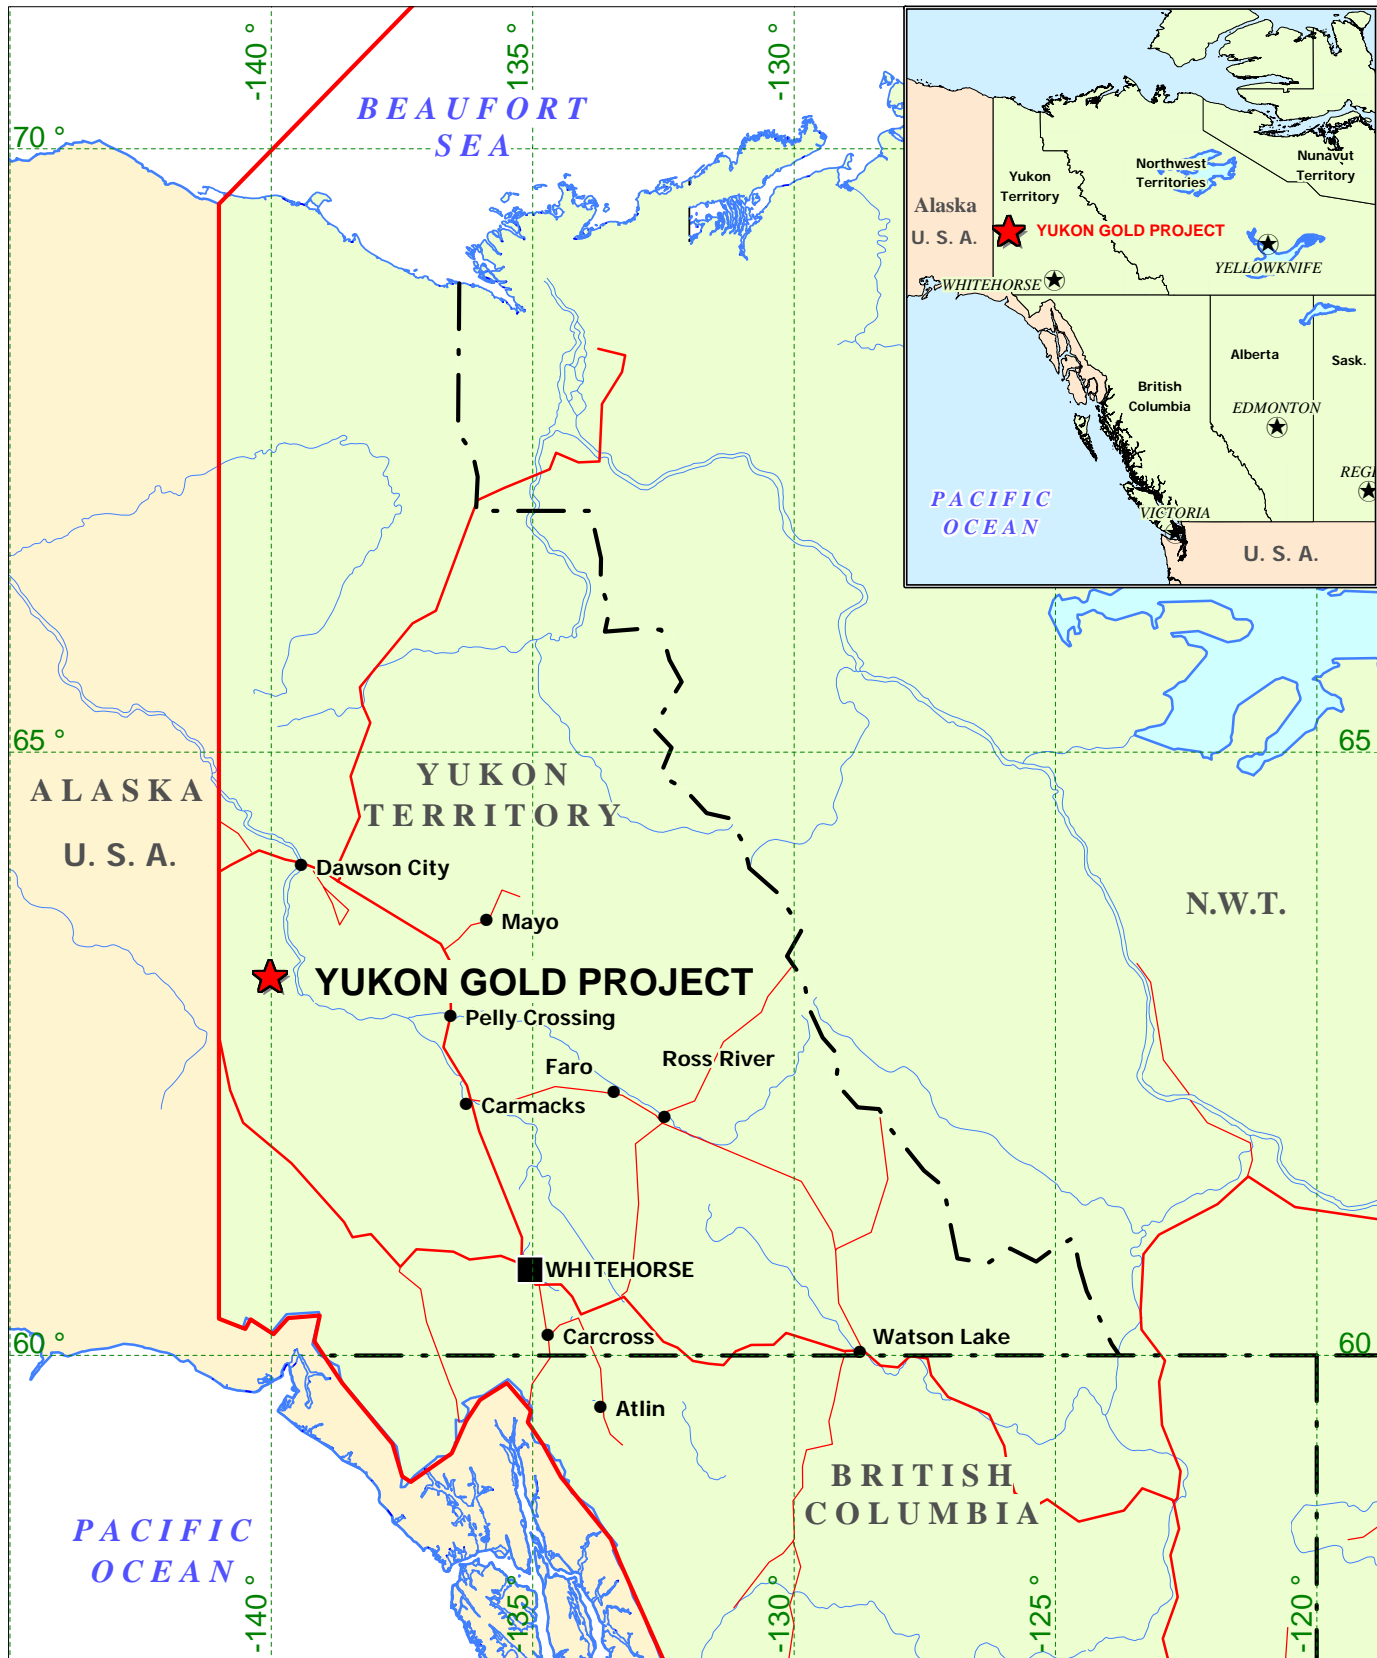 -140 °
-135 °
-130 °
BEAUFORT
SEA
70 °
Nunavut
Territory
Northwest
Territories
Yukon
Territory
Alaska
U. S. A.
YUKON GOLD PROJECT
YELLOWKNIFE
WHITEHORSE
Alberta
Sask.
British
Columbia
EDMONTON
REGI
PACIFIC
OCEAN
VICTORIA
U. S. A.
65 °
65
YUKON
TERRITORY
ALASKA
U. S. A.
Dawson City
N.W.T.
Mayo
YUKON GOLD PROJECT
Pelly Crossing
Ross River
Faro
Carmacks
WHITEHORSE
60 °
Carcross
Watson Lake
60
Atlin
BRITISH
COLUMBIA
PACIFIC
OCEAN
-140 °
-135 °
-130 °
-125 °
-120 °